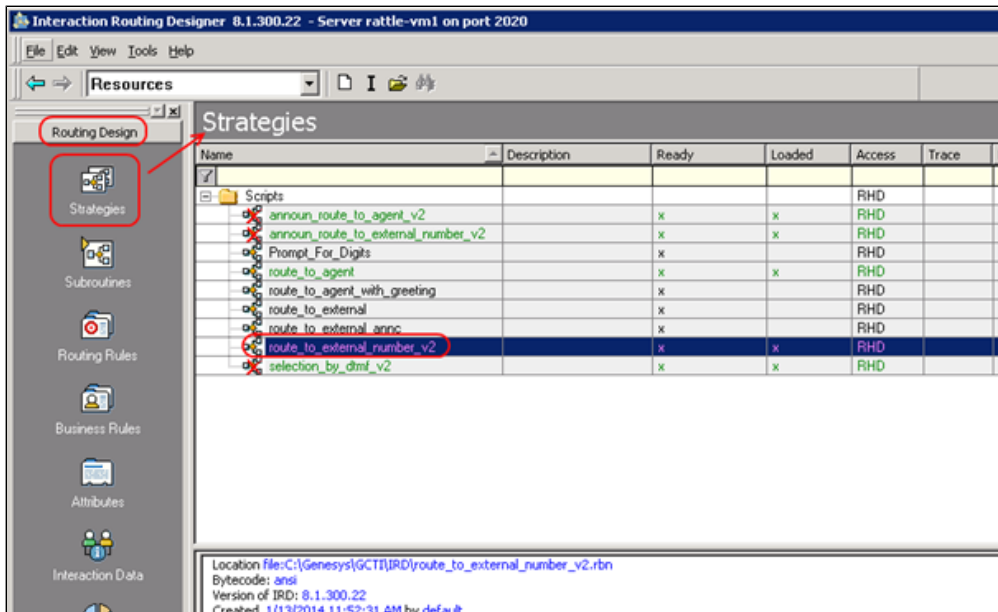 Interaction Routing Designer 8.1.300.22 - Server rattle-vm1 on port 2020
File Edit View Tools Help
Resources
Routing Design
Strategies
Name Description Ready Loaded Access Trace
Scripts RHD
announ_route_to_agent_v2 x x RHD
announ_route_to_external_number_v2 x x RHD
Prompt_For_Digits x RHD
route_to_agent x x RHD
route_to_agent_with_greeting x RHD
route_to_external x RHD
route_to_external_annc x RHD
route_to_external_number_v2 x x RHD
selection_by_dtmf_v2 x x RHD
Strategies
Subroutines
Routing Rules
Business Rules
Attributes
Interaction Data
Location file:C:\Genesys\GCTI\IRD\route_to_external_number_v2.rbn
Bytecode: ansi
Version of IRD: 8.1.300.22
Created 1/13/2014 11:52:31 AM by default